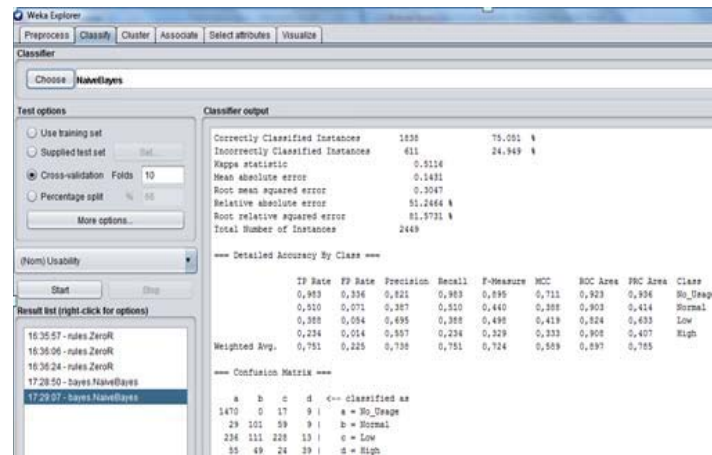 Weka Explorer
Preprocess Classify Cluster Associate Select attributes Visualize
Classifier
Choose NaiveBayes
Test options
Use training set
Supplied test set Set...
Cross-validation Folds 10
Percentage split % 66
More options...
(Nom) Usability
Start Stop
Result list (right-click for options)
16:35:57 - rules.ZeroR
16:36:06 - rules.ZeroR
16:36:24 - rules.ZeroR
17:28:50 - bayes.NaiveBayes
17:29:07 - bayes.NaiveBayes
Classifier output
Correctly Classified Instances 1838 75.051 %
Incorrectly Classified Instances 611 24.949 %
Kappa statistic 0.5114
Mean absolute error 0.1431
Root mean squared error 0.3047
Relative absolute error 51.2464 %
Root relative squared error 81.5731 %
Total Number of Instances 2449
=== Detailed Accuracy By Class ===
TP Rate FP Rate Precision Recall F-Measure MCC ROC Area PRC Area Class
0,983 0,336 0,821 0,983 0,895 0,711 0,923 0,936 No_Usage
0,510 0,071 0,387 0,510 0,440 0,388 0,903 0,414 Normal
0,388 0,054 0,695 0,388 0,498 0,419 0,824 0,633 Low
0,234 0,014 0,557 0,234 0,329 0,333 0,908 0,407 High
Weighted Avg. 0,751 0,225 0,738 0,751 0,724 0,589 0,897 0,785
=== Confusion Matrix ===
a b c d <-- classified as
1470 0 17 9 | a = No_Usage
29 101 59 9 | b = Normal
236 111 228 13 | c = Low
55 49 24 39 | d = High